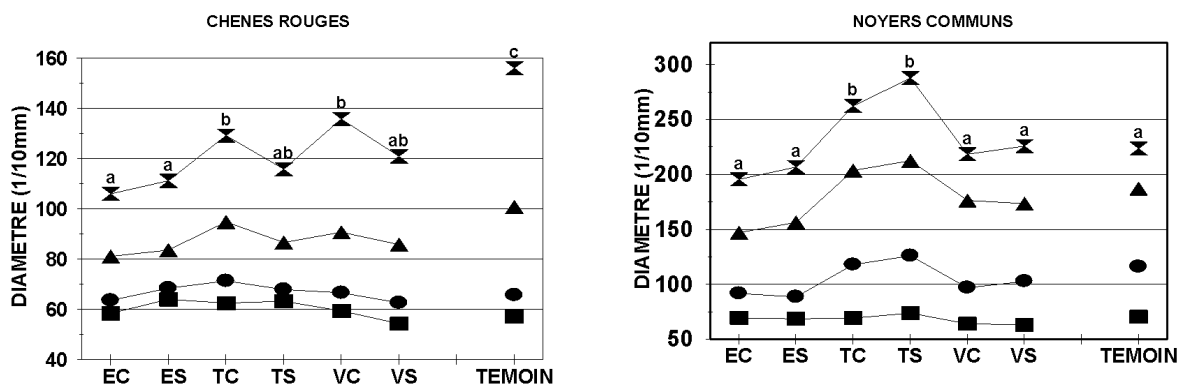 CHENES ROUGES
DIAMETRE (1/10mm)
160
140
120
100
80
60
40
a
a
b
ab
b
ab
c
EC ES TC TS VC VS TEMOIN
NOYERS COMMUNS
DIAMETRE (1/10mm)
300
250
200
150
100
50
a
a
b
b
a
a
a
EC ES TC TS VC VS TEMOIN